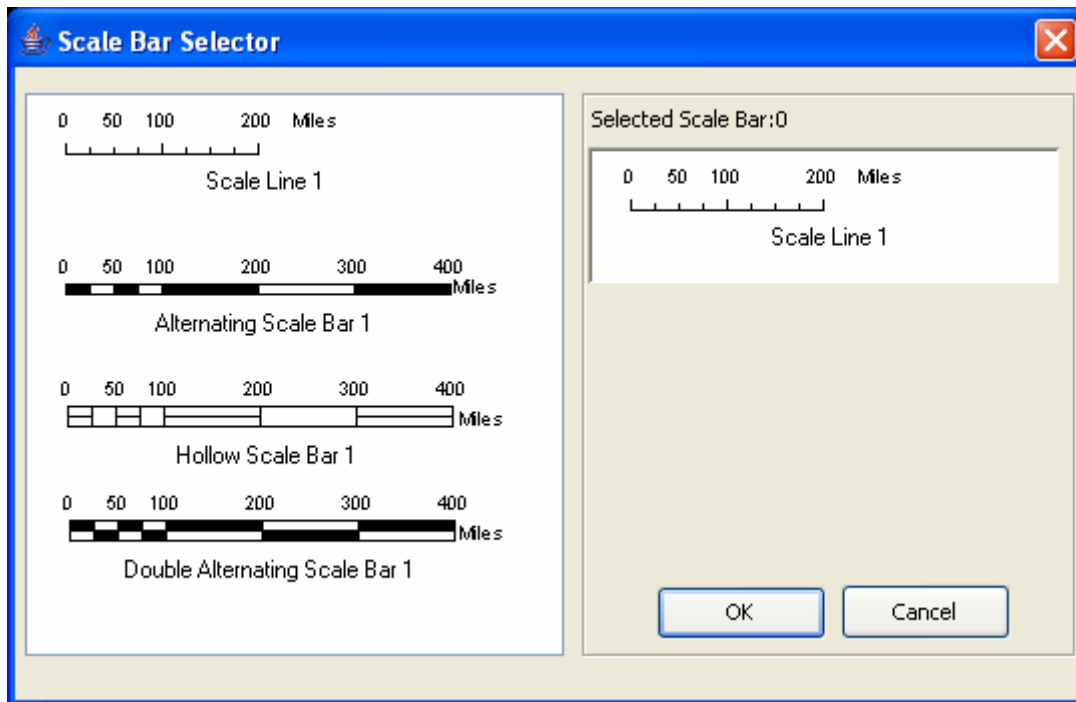 Scale Bar Selector
0 50 100 200 Miles
Scale Line 1
0 50 100 200 300 400
Miles
Alternating Scale Bar 1
0 50 100 200 300 400
Miles
Hollow Scale Bar 1
0 50 100 200 300 400
Miles
Double Alternating Scale Bar 1
Selected Scale Bar:0
0 50 100 200 Miles
Scale Line 1
OK Cancel